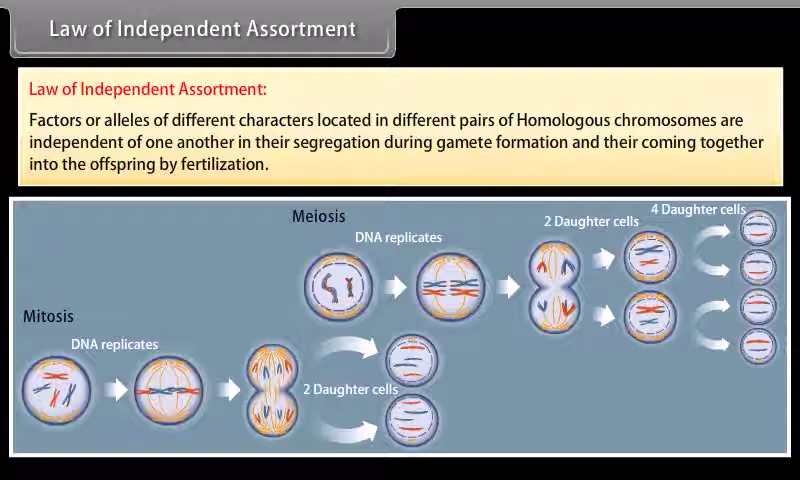 Law of Independent Assortment
Law of Independent Assortment:
Factors or alleles of different characters located in different pairs of Homologous chromosomes are
independent of one another in their segregation during gamete formation and their coming together
into the offspring by fertilization.
Meiosis
DNA replicates
2 Daughter cells
4 Daughter cells
Mitosis
DNA replicates
2 Daughter cells